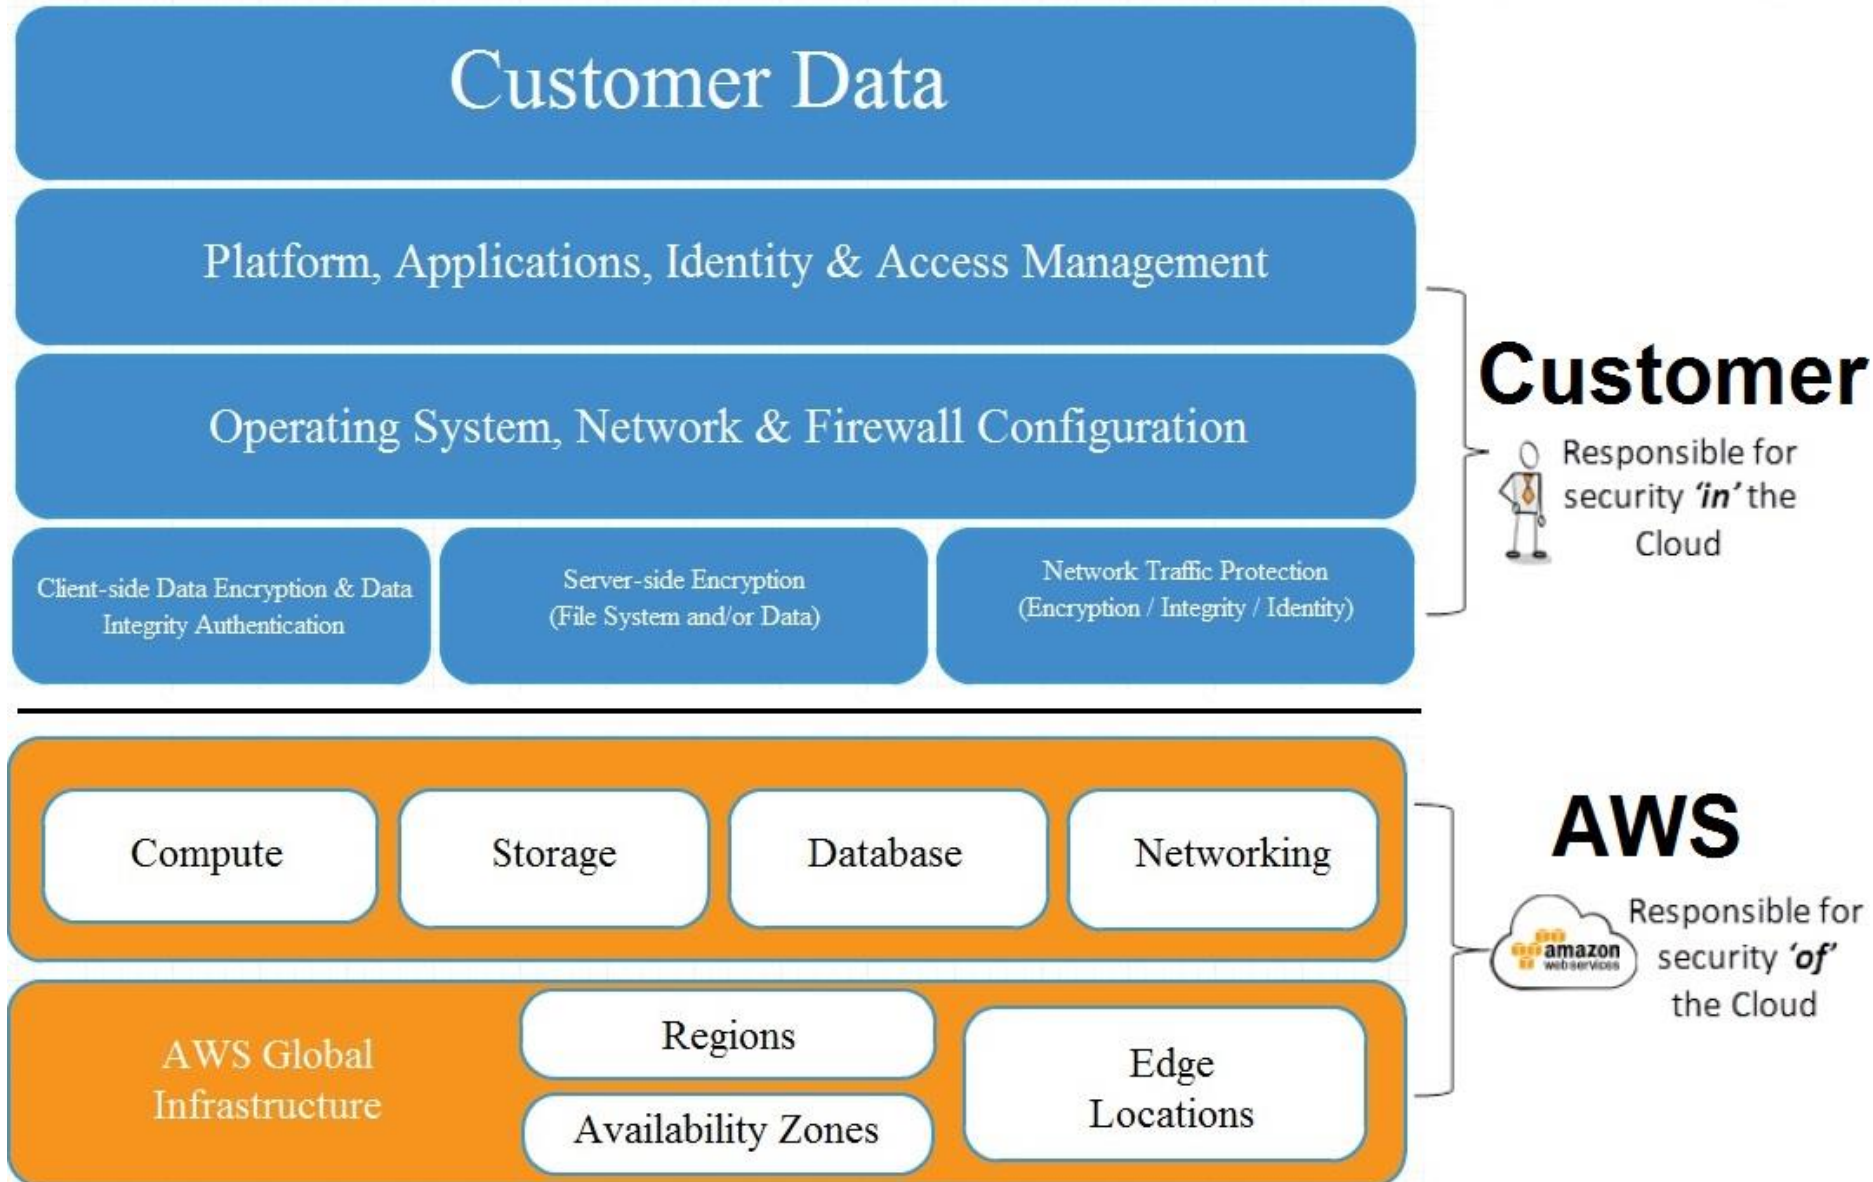 Customer Data
Platform, Applications, Identity & Access Management
Operating System, Network & Firewall Configuration
Client-side Data Encryption & Data
Integrity Authentication
Server-side Encryption
(File System and/or Data)
Network Traffic Protection
(Encryption / Integrity / Identity)
Customer
Responsible for
security ‘in’ the
Cloud
Compute
Storage
Database
Networking
AWS
amazon
webservices
Responsible for
security ‘of’
the Cloud
AWS Global
Infrastructure
Regions
Availability Zones
Edge
Locations